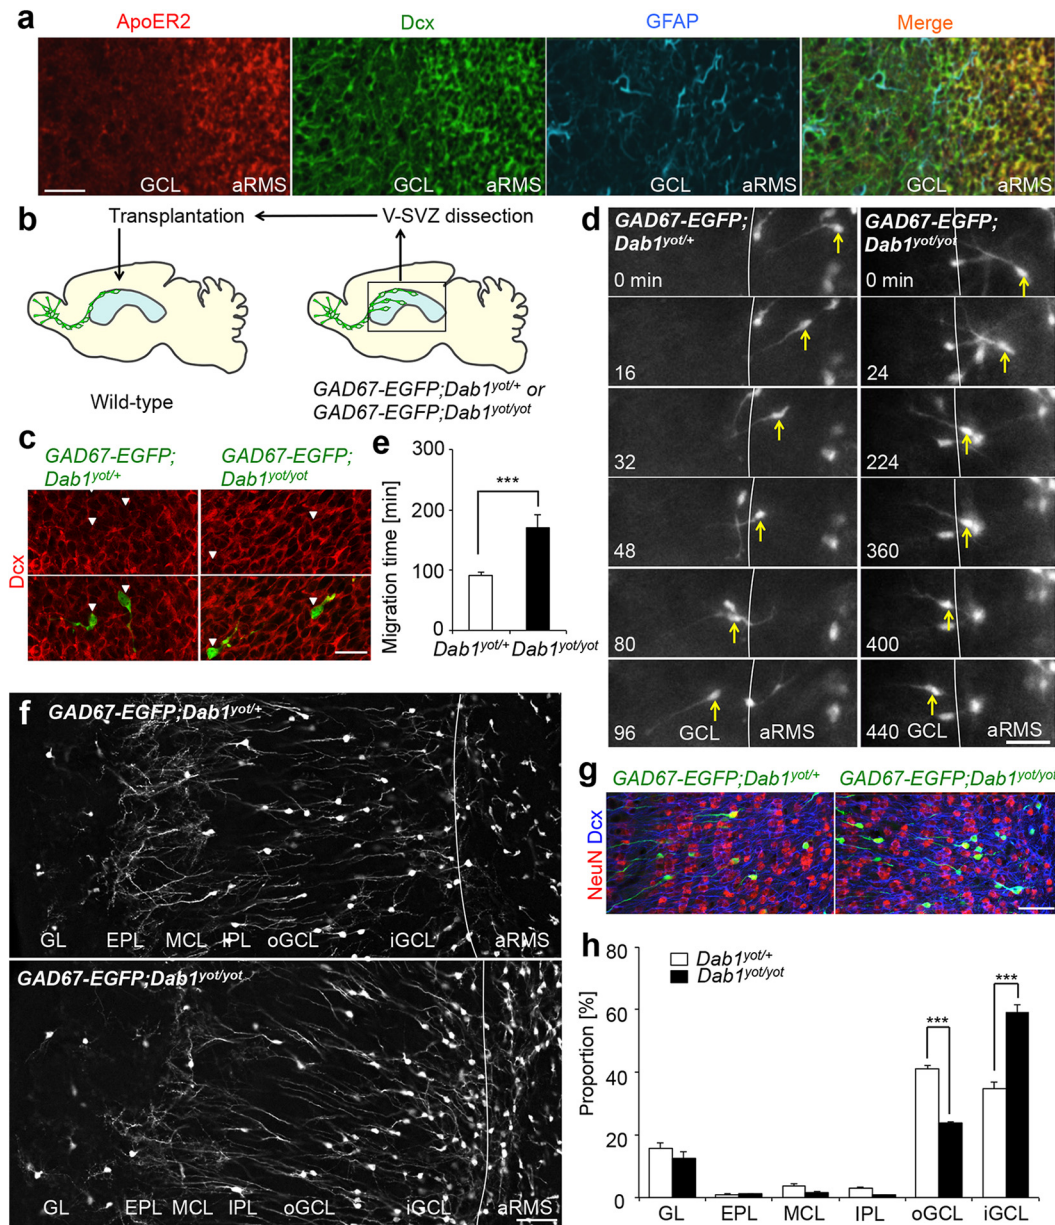 a
ApoER2 Dcx GFAP Merge
GCL aRMS GCL aRMS GCL aRMS GCL aRMS
b
Transplantation V-SVZ dissection
Wild-type
GAD67-EGFP;Dab1yot/+ or
GAD67-EGFP;Dab1yot/yot
c
GAD67-EGFP;
Dab1yot/+
GAD67-EGFP;
Dab1yot/yot
Dcx
d
GAD67-EGFP;
Dab1yot/+
0 min
16
32
48
80
96 GCL aRMS
GAD67-EGFP;
Dab1yot/yot
0 min
24
224
360
400
440 GCL aRMS
e
Migration time [min]
300
200
100
0
***
Dab1yot/+ Dab1yot/yot
f
GAD67-EGFP;Dab1yot/+
GL EPL MCL IPL oGCL iGCL aRMS
GAD67-EGFP;Dab1yot/yot
GL EPL MCL IPL oGCL iGCL aRMS
g
GAD67-EGFP;Dab1yot/+ GAD67-EGFP;Dab1yot/yot
NeuN Dcx
h
Proportion [%]
80
60
40
20
0
Dab1yot/+
Dab1yot/yot
***
***
GL EPL MCL IPL oGCL iGCL